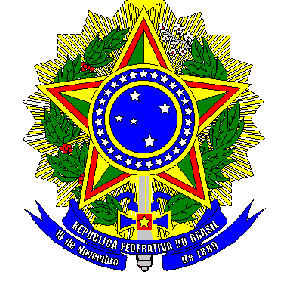 REPUBLICA FEDERATIVA DO BRASIL
15 de Novembro
de 1889